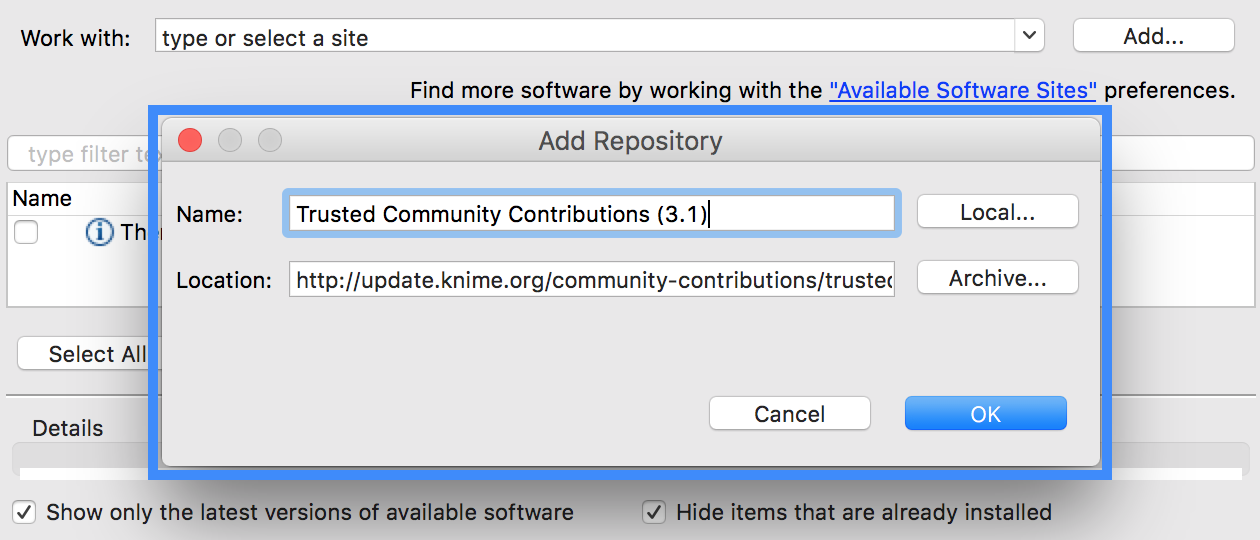 Work with: type or select a site Add...
Find more software by working with the "Available Software Sites" preferences.
Add Repository
type filter
Name
Name: Trusted Community Contributions (3.1) Local...
Location: http://update.knime.org/community-contributions/trusted Archive...
Select All
Cancel OK
Details
Show only the latest versions of available software Hide items that are already installed